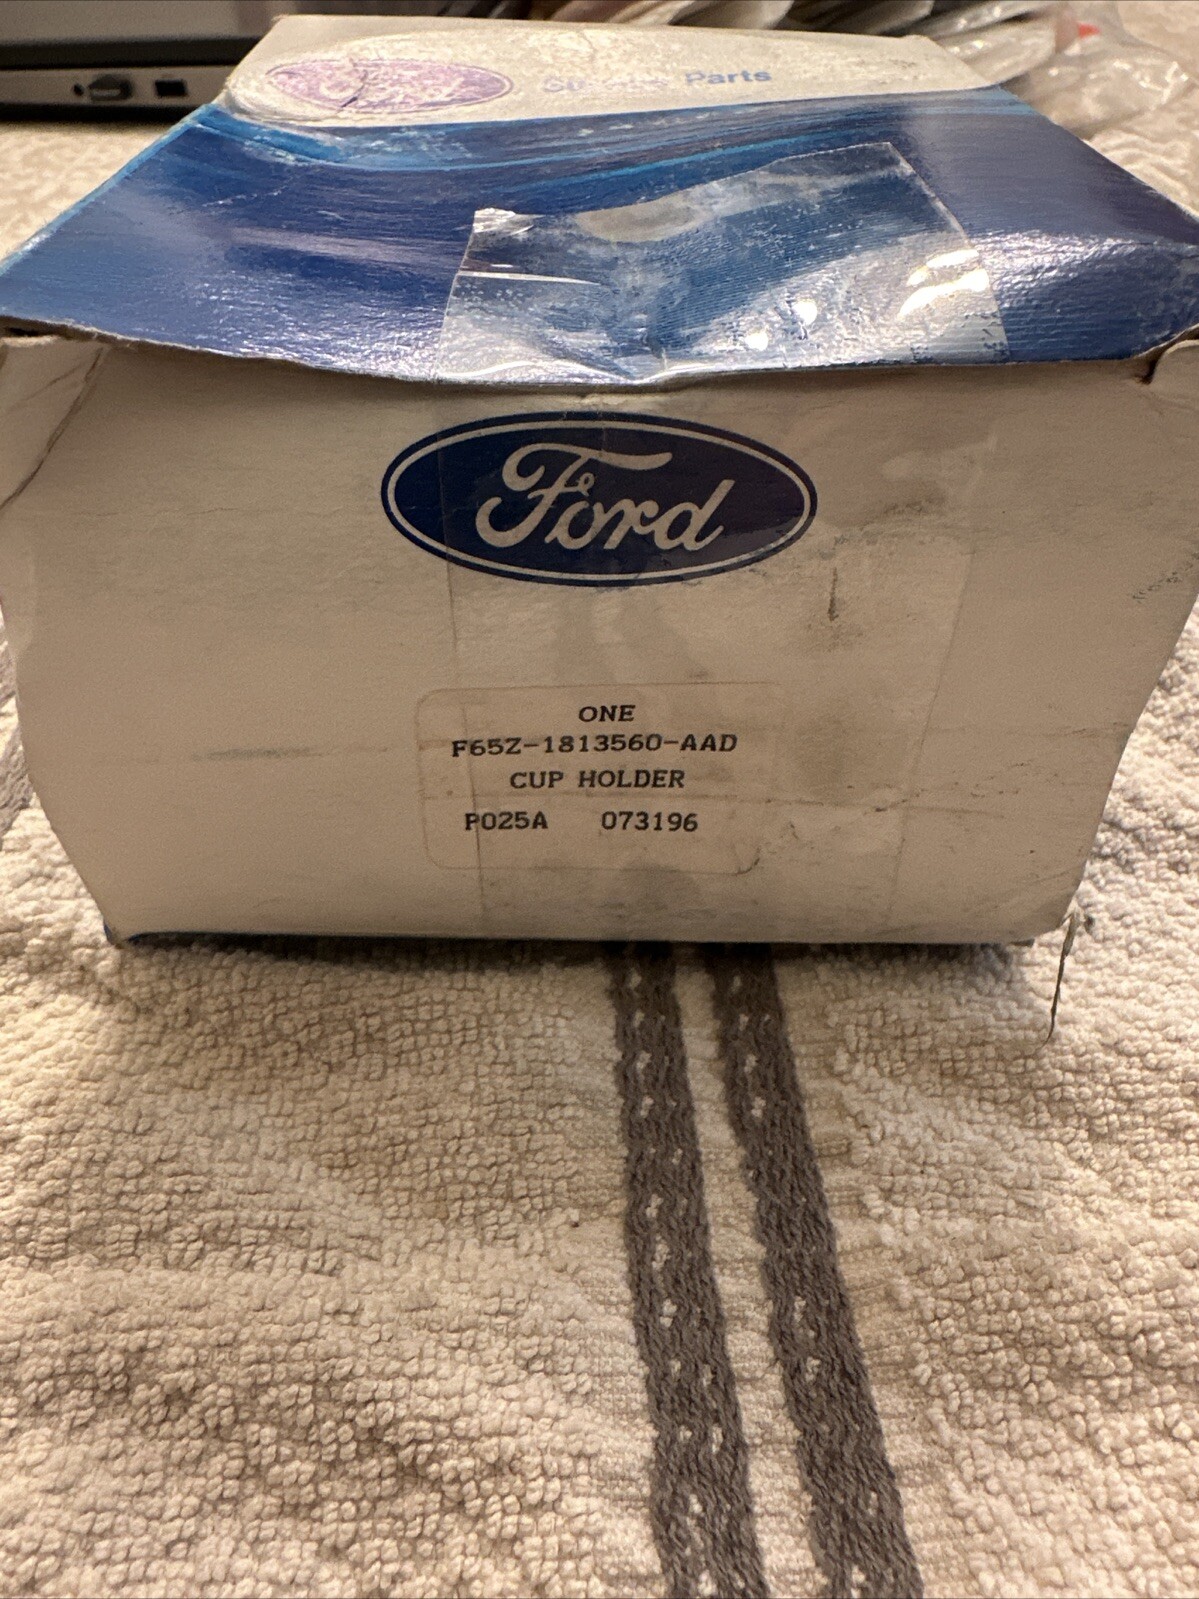 Parts
Ford
ONE
F65Z-1813560-AAD
CUP HOLDER
P025A 073196